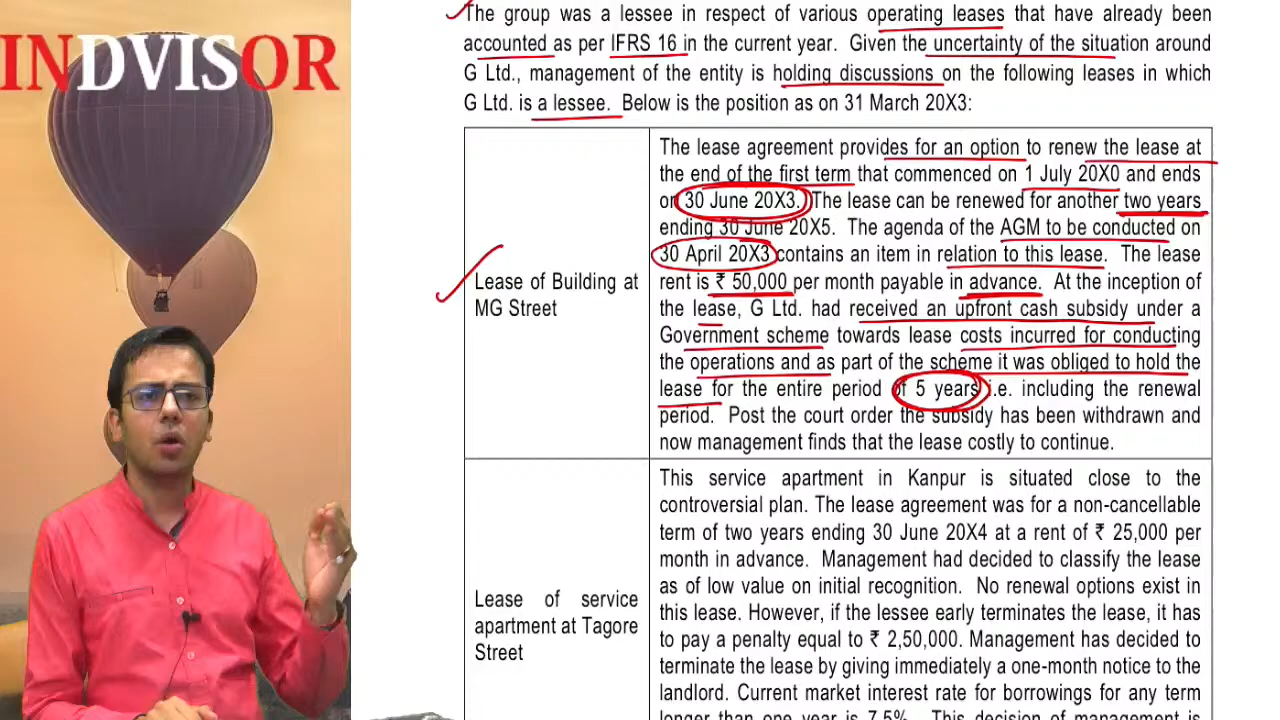 The group was a lessee in respect of various operating leases that have already been
accounted as per IFRS 16 in the current year. Given the uncertainty of the situation around
G Ltd., management of the entity is holding discussions on the following leases in which
G Ltd. is a lessee. Below is the position as on 31 March 20X3:
INDVISOR
Lease of Building at
MG Street
The lease agreement provides for an option to renew the lease at
the end of the first term that commenced on 1 July 20X0 and ends
on 30 June 20X3. The lease can be renewed for another two years
ending 30 June 20X5. The agenda of the AGM to be conducted on
30 April 20X3 contains an item in relation to this lease. The lease
rent is ₹ 50,000 per month payable in advance. At the inception of
the lease, G Ltd. had received an upfront cash subsidy under a
Government scheme towards lease costs incurred for conducting
the operations and as part of the scheme it was obliged to hold the
lease for the entire period of 5 years i.e. including the renewal
period. Post the court order the subsidy has been withdrawn and
now management finds that the lease costly to continue.
Lease of service
apartment at Tagore
Street
This service apartment in Kanpur is situated close to the
controversial plan. The lease agreement was for a non-cancellable
term of two years ending 30 June 20X4 at a rent of ₹ 25,000 per
month in advance. Management had decided to classify the lease
as of low value on initial recognition. No renewal options exist in
this lease. However, if the lessee early terminates the lease, it has
to pay a penalty equal to ₹ 2,50,000. Management has decided to
terminate the lease by giving immediately a one-month notice to the
landlord. Current market interest rate for borrowings for any term
longer than one year is 7.5%. This decision of management is